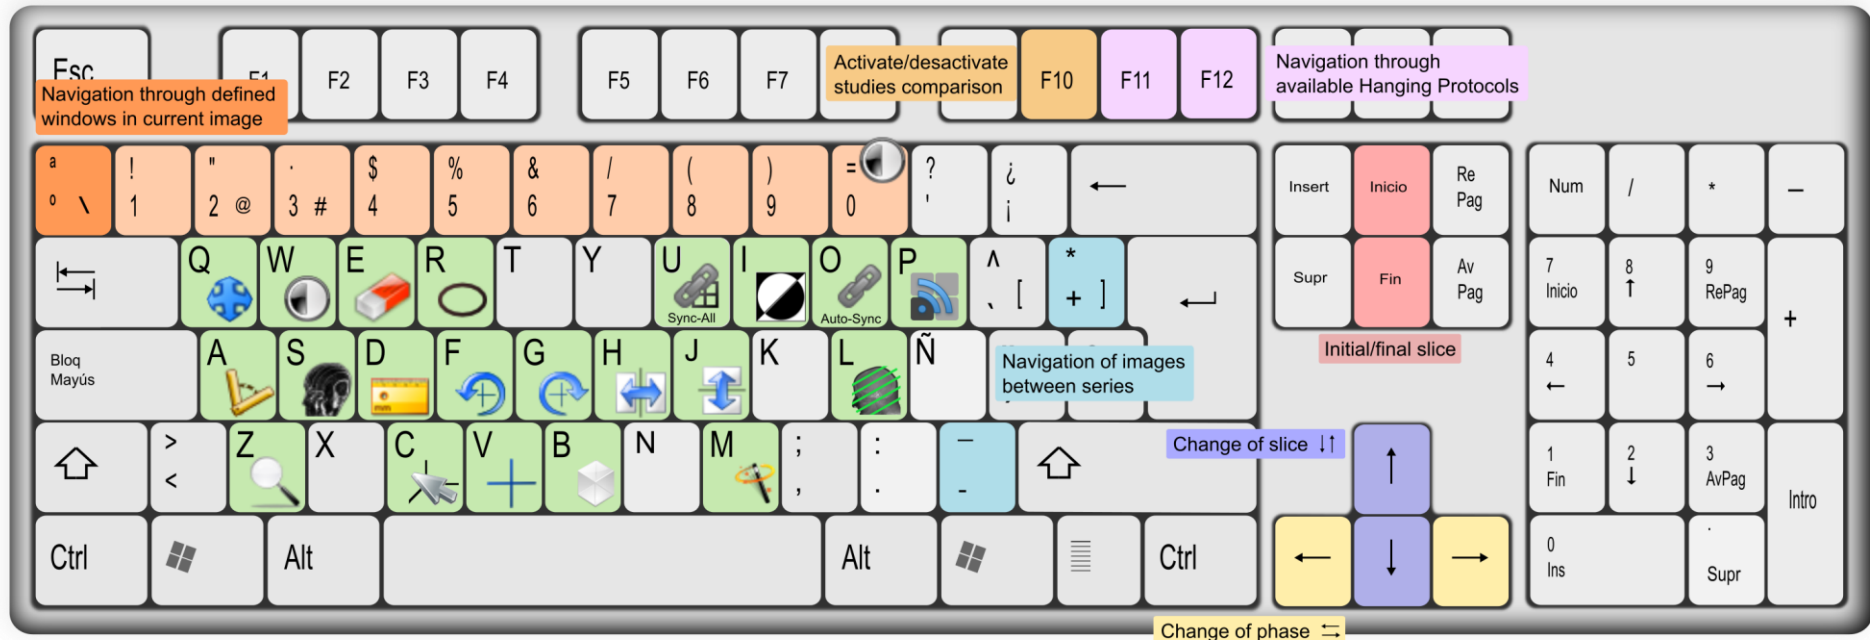 Esc F1 F2 F3 F4 F5 F6 F7 F10 F11 F12
Navigation through defined
windows in current image
Activate/desactivate
studies comparison
Navigation through
available Hanging Protocols
ª ! " · $ % & / ( ) = ? ¿
º \ 1 2 @ 3 # 4 5 6 7 8 9 0 ' ¡ ←
Insert Inicio Re
Pag
Num / * —
Q W E R T Y U I O P ^ *
` [ + ]
Sync-All Auto-Sync
Supr Fin Av
Pag
7 8 9
Inicio ↑ RePag
+
Initial/final slice
Bloq
Mayús
A S D F G H J K L Ñ
mm
Navigation of images
between series
4 5 6
← →
> Z X C V B N M ; : —
< , . -
Change of slice ↓↑
↑
1 2 3
Fin ↓ AvPag
Intro
Ctrl Alt Alt Ctrl
← ↓ →
0 .
Ins Supr
Change of phase ⇆